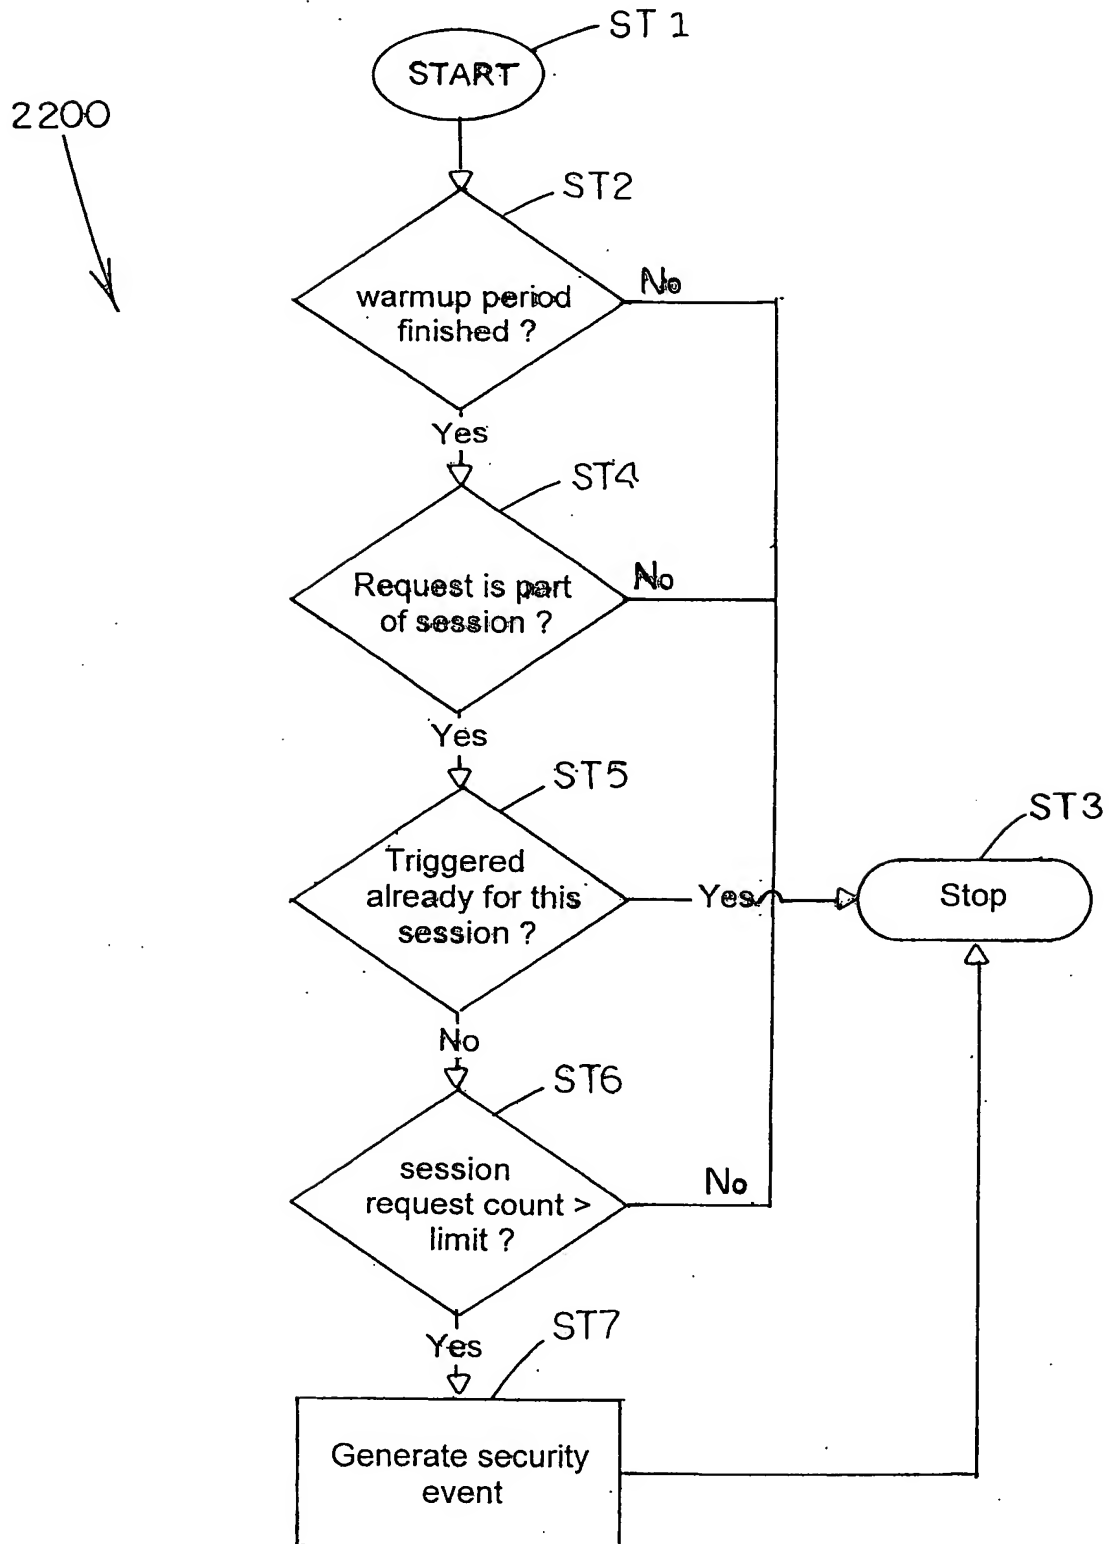 ST 1
START
2200
ST2
No
warmup period
finished ?
Yes
ST4
No
Request is part
of session ?
Yes
ST5
ST3
Triggered
already for this
session ?
Yes
Stop
No
ST6
session
request count >
limit ?
No
Yes
ST7
Generate security
event